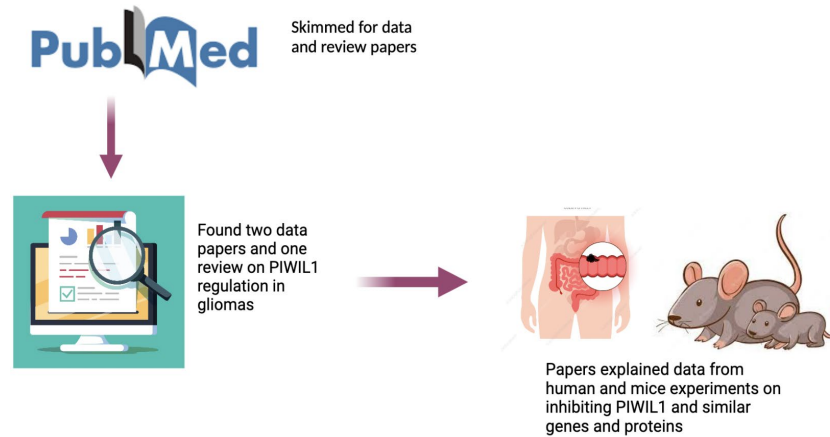 PubMed
Skimmed for data
and review papers
Found two data
papers and one
review on PIWIL1
regulation in
gliomas
Papers explained data from
human and mice experiments on
inhibiting PIWIL1 and similar
genes and proteins